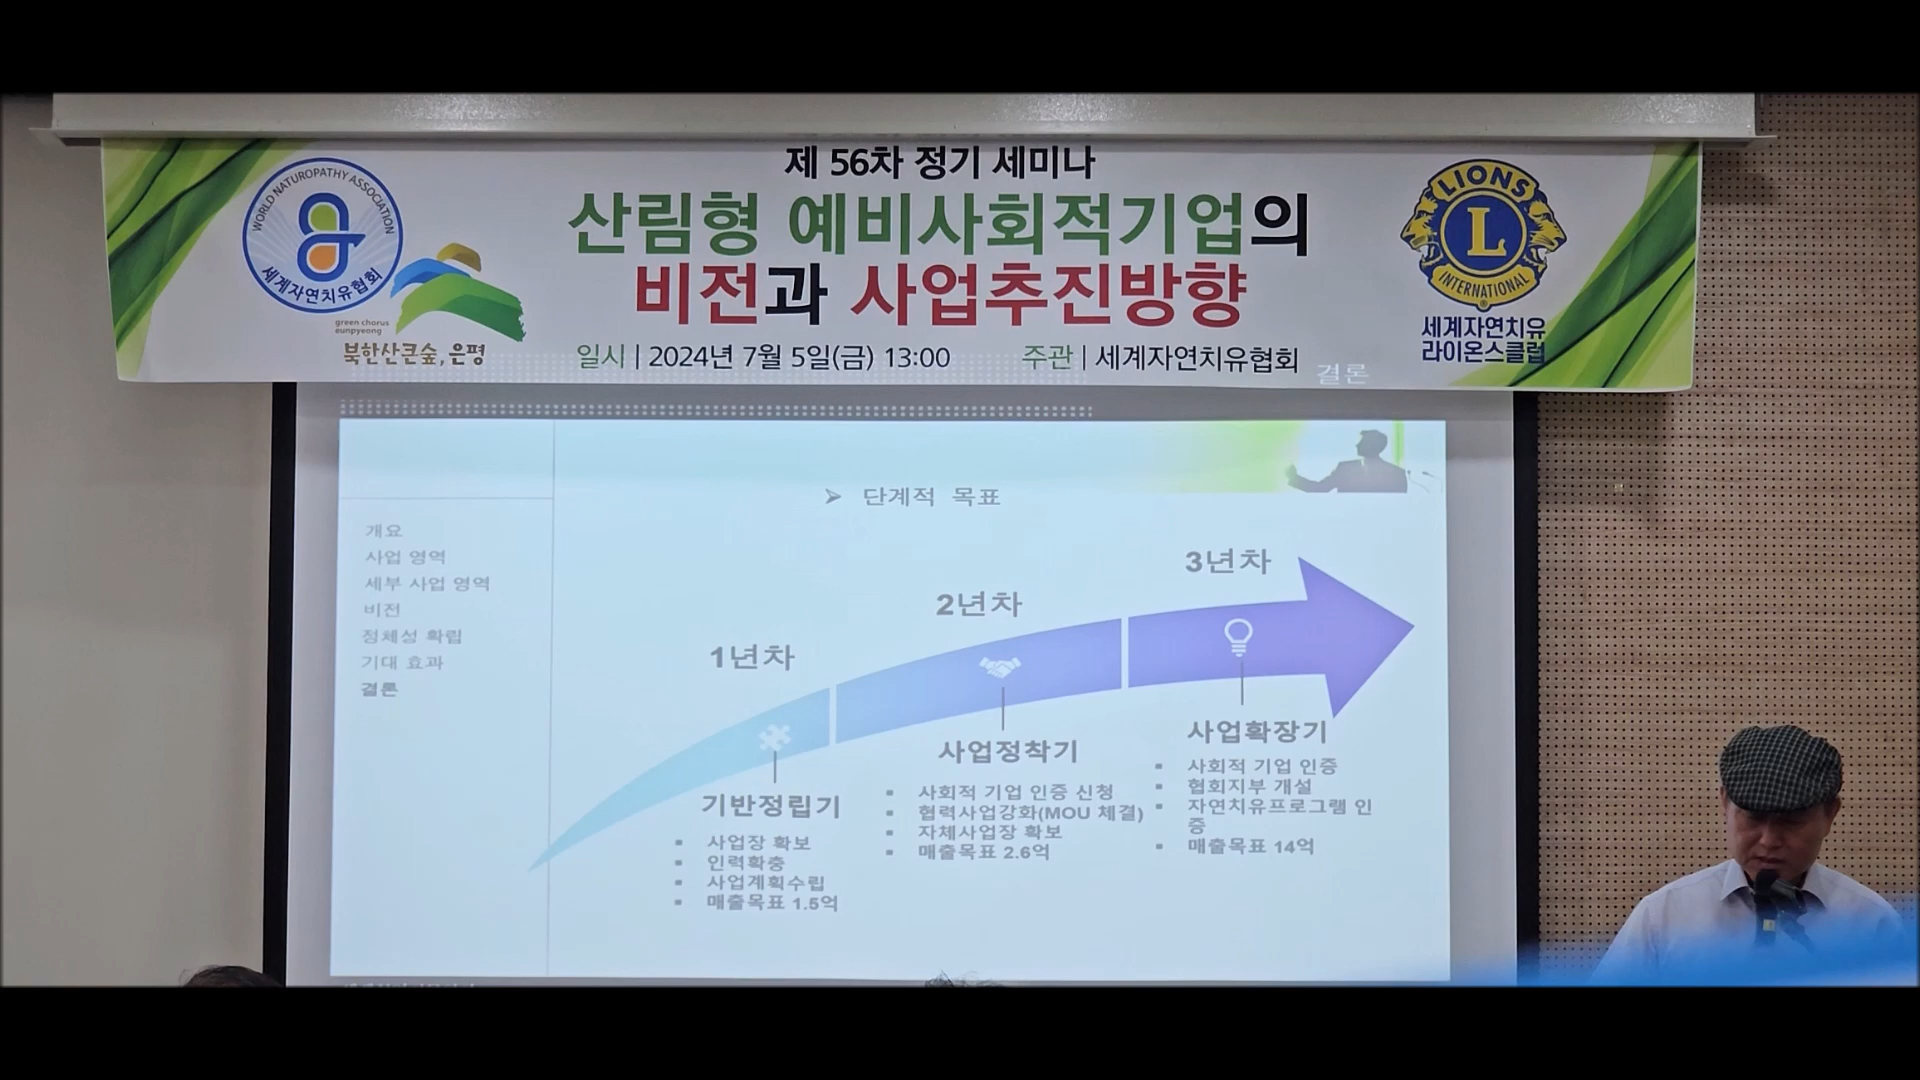 제 56차 정기 세미나
산림형 예비사회적기업의
비전과 사업추진방향
일시 | 2024년 7월 5일(금) 13:00
주관 | 세계자연치유협회
WORLD NATUROPATHY ASSOCIATION
세계자연치유협회
green chorus
eunpyeong
북한산큰숲, 은평
LIONS
L
INTERNATIONAL
세계자연치유
라이온스클럽
결론
➢ 단계적 목표
개요
사업 영역
세부 사업 영역
비전
정체성 확립
기대 효과
결론
1년차
기반정립기
▪ 사업장 확보
▪ 인력확충
▪ 사업계획수립
▪ 매출목표 1.5억
2년차
사업정착기
▪ 사회적 기업 인증 신청
▪ 협력사업강화(MOU 체결)
▪ 자체사업장 확보
▪ 매출목표 2.6억
3년차
사업확장기
▪ 사회적 기업 인증
▪ 협회지부 개설
▪ 자연치유프로그램 인
증
▪ 매출목표 14억